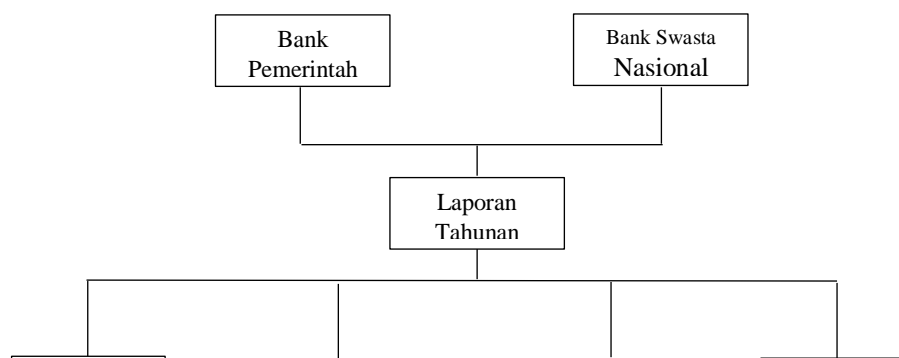 Bank
Pemerintah
Bank Swasta
Nasional
Laporan
Tahunan